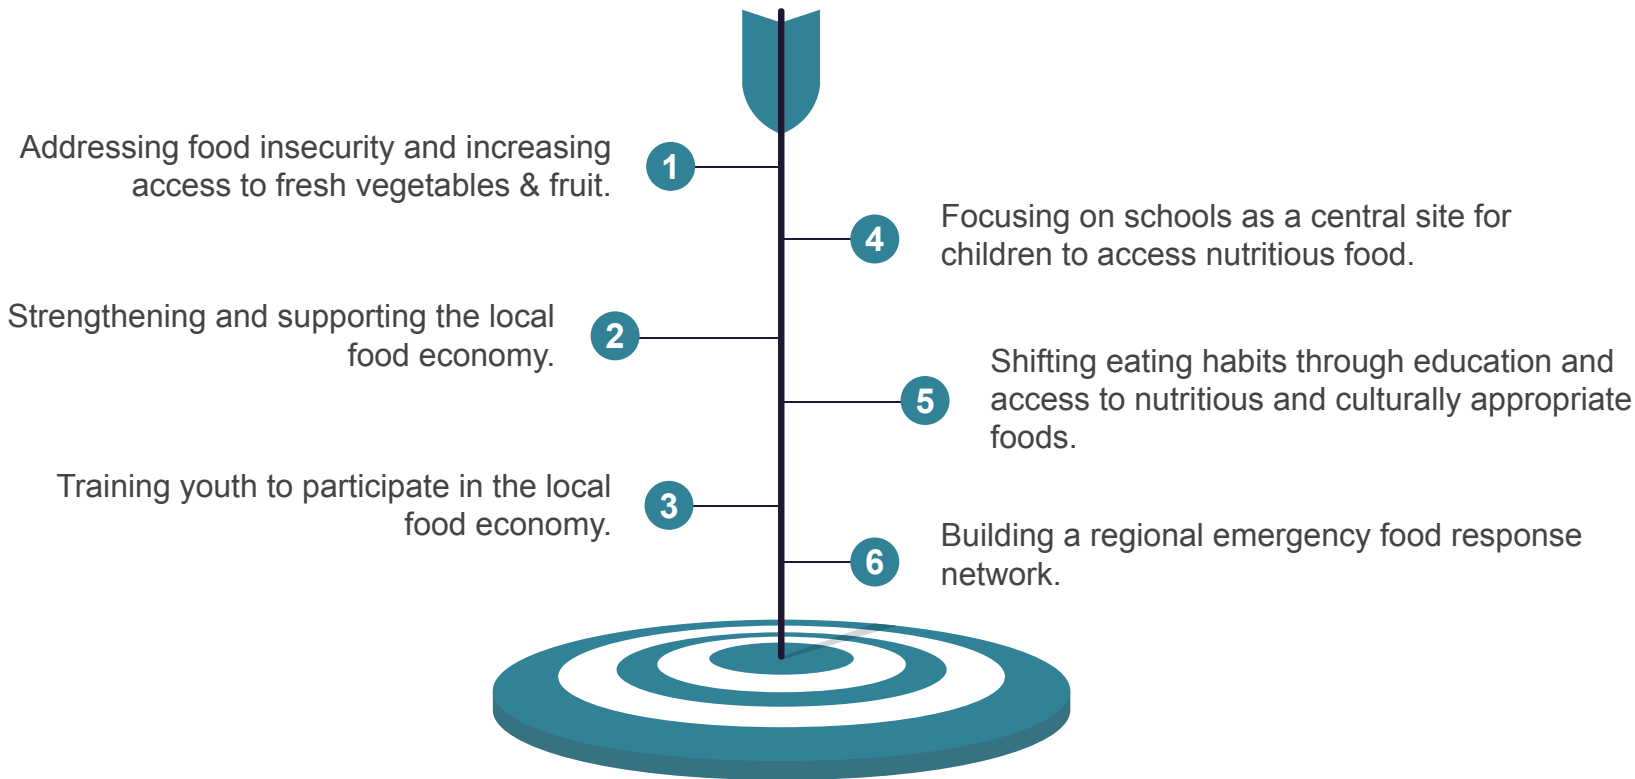 Addressing food insecurity and increasing
access to fresh vegetables & fruit.
1
Strengthening and supporting the local
food economy.
2
Training youth to participate in the local
food economy.
3
4
Focusing on schools as a central site for
children to access nutritious food.
5
Shifting eating habits through education and
access to nutritious and culturally appropriate
foods.
6
Building a regional emergency food response
network.